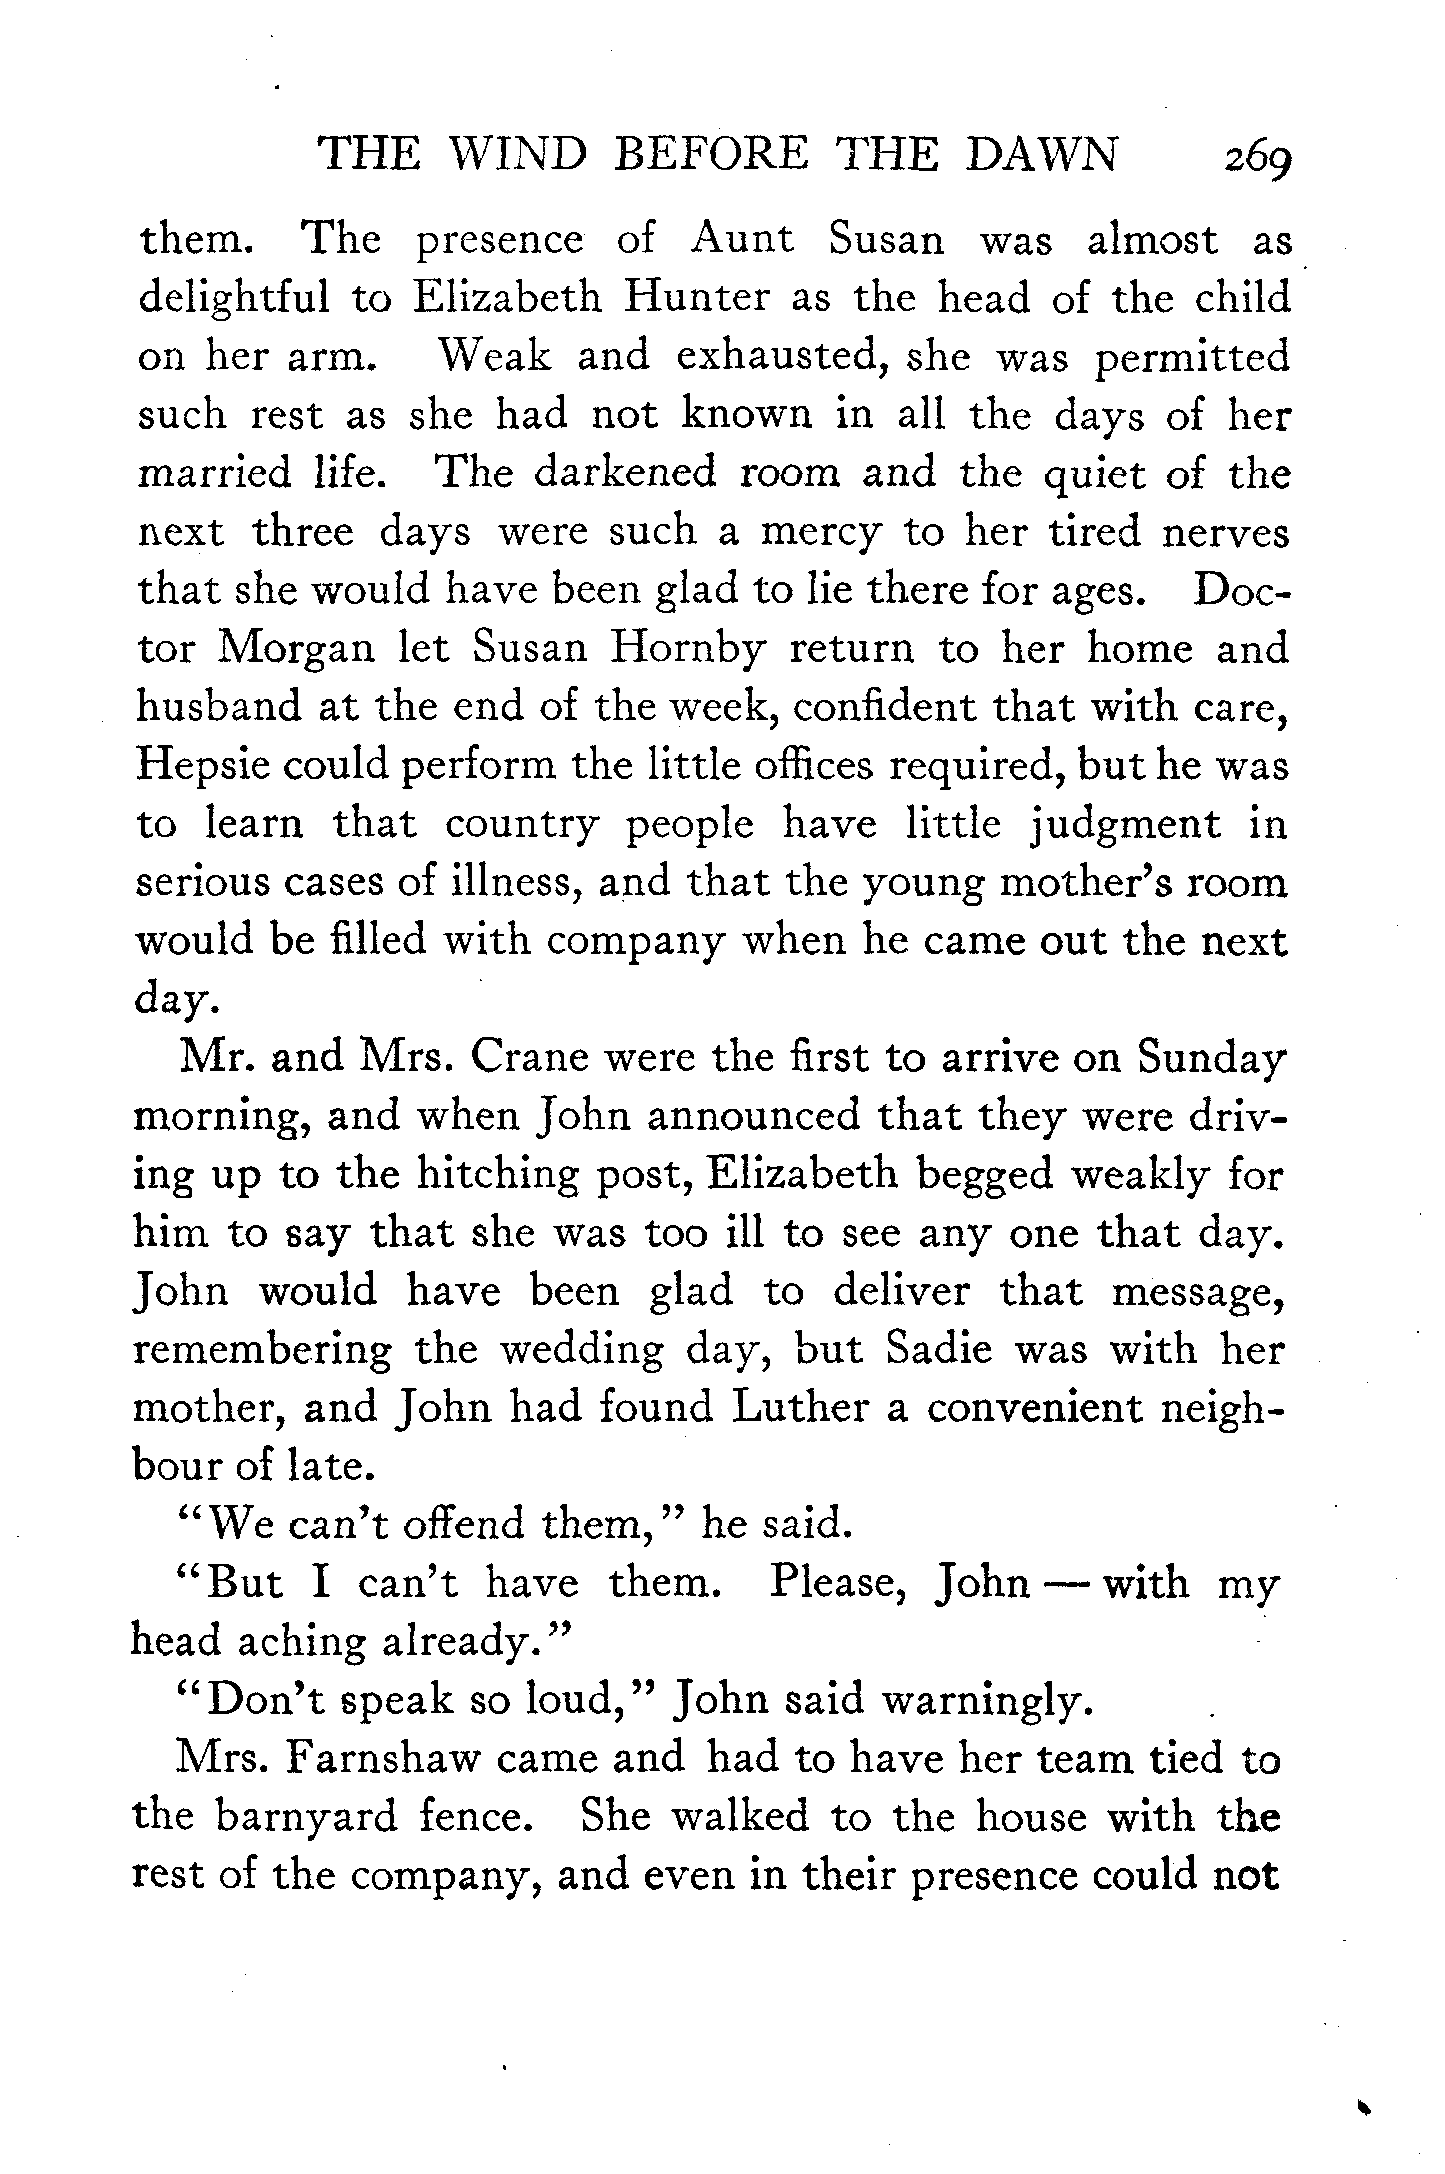 THE WIND BEFORE THE DAWN 269
them. The presence of Aunt Susan was almost as
delightful to Elizabeth Hunter as the head of the child
on her arm. Weak and exhausted, she was permitted
such rest as she had not known in all the days of her
married life. The darkened room and the quiet of the
next three days were such a mercy to her tired nerves
that she would have been glad to lie there for ages. Doc-
tor Morgan let Susan Hornby return to her home and
husband at the end of the week, confident that with care,
Hepsie could perform the little offices required, but he was
to learn that country people have little judgment in
serious cases of illness, and that the young mother's room
would be filled with company when he came out the next
day.
Mr. and Mrs. Crane were the first to arrive on Sunday
morning, and when John announced that they were driv-
ing up to the hitching post, Elizabeth begged weakly for
him to say that she was too ill to see any one that day.
John would have been glad to deliver that message,
remembering the wedding day, but Sadie was with her
mother, and John had found Luther a convenient neigh-
bour of late.
"We can't offend them," he said.
"But I can't have them. Please, John — with my
head aching already."
"Don't speak so loud," John said warningly.
Mrs. Farnshaw came and had to have her team tied to
the barnyard fence. She walked to the house with the
rest of the company, and even in their presence could not